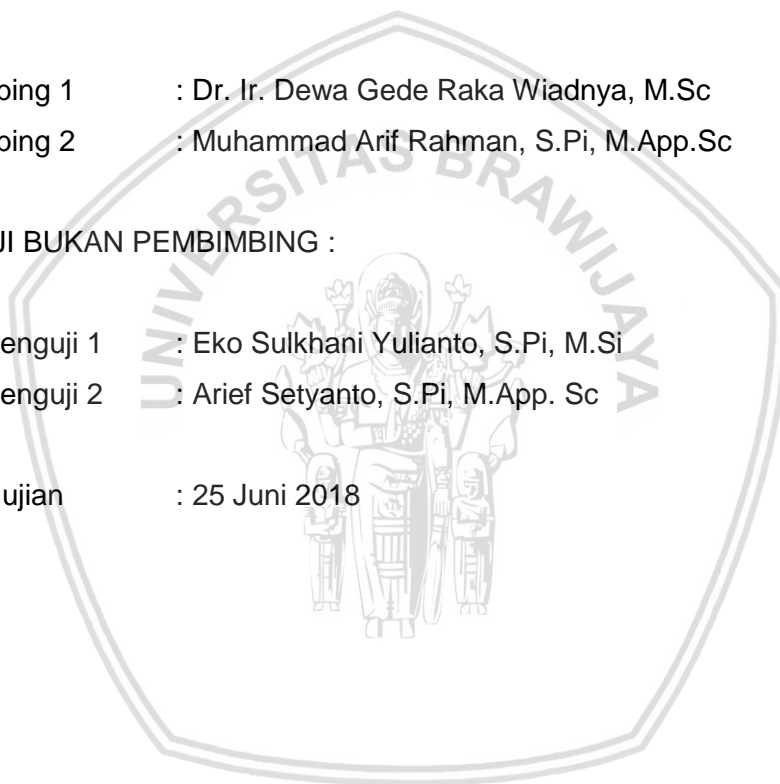 bing 1 : Dr. Ir. Dewa Gede Raka Wiadnya, M.Sc
bing 2 : Muhammad Arif Rahman, S.Pi, M.App.Sc
UNIVERSITAS BRAWIJAYA
JI BUKAN PEMBIMBING :
enguji 1 : Eko Sulkhani Yulianto, S.Pi, M.Si
enguji 2 : Arief Setyanto, S.Pi, M.App. Sc
ujian : 25 Juni 2018